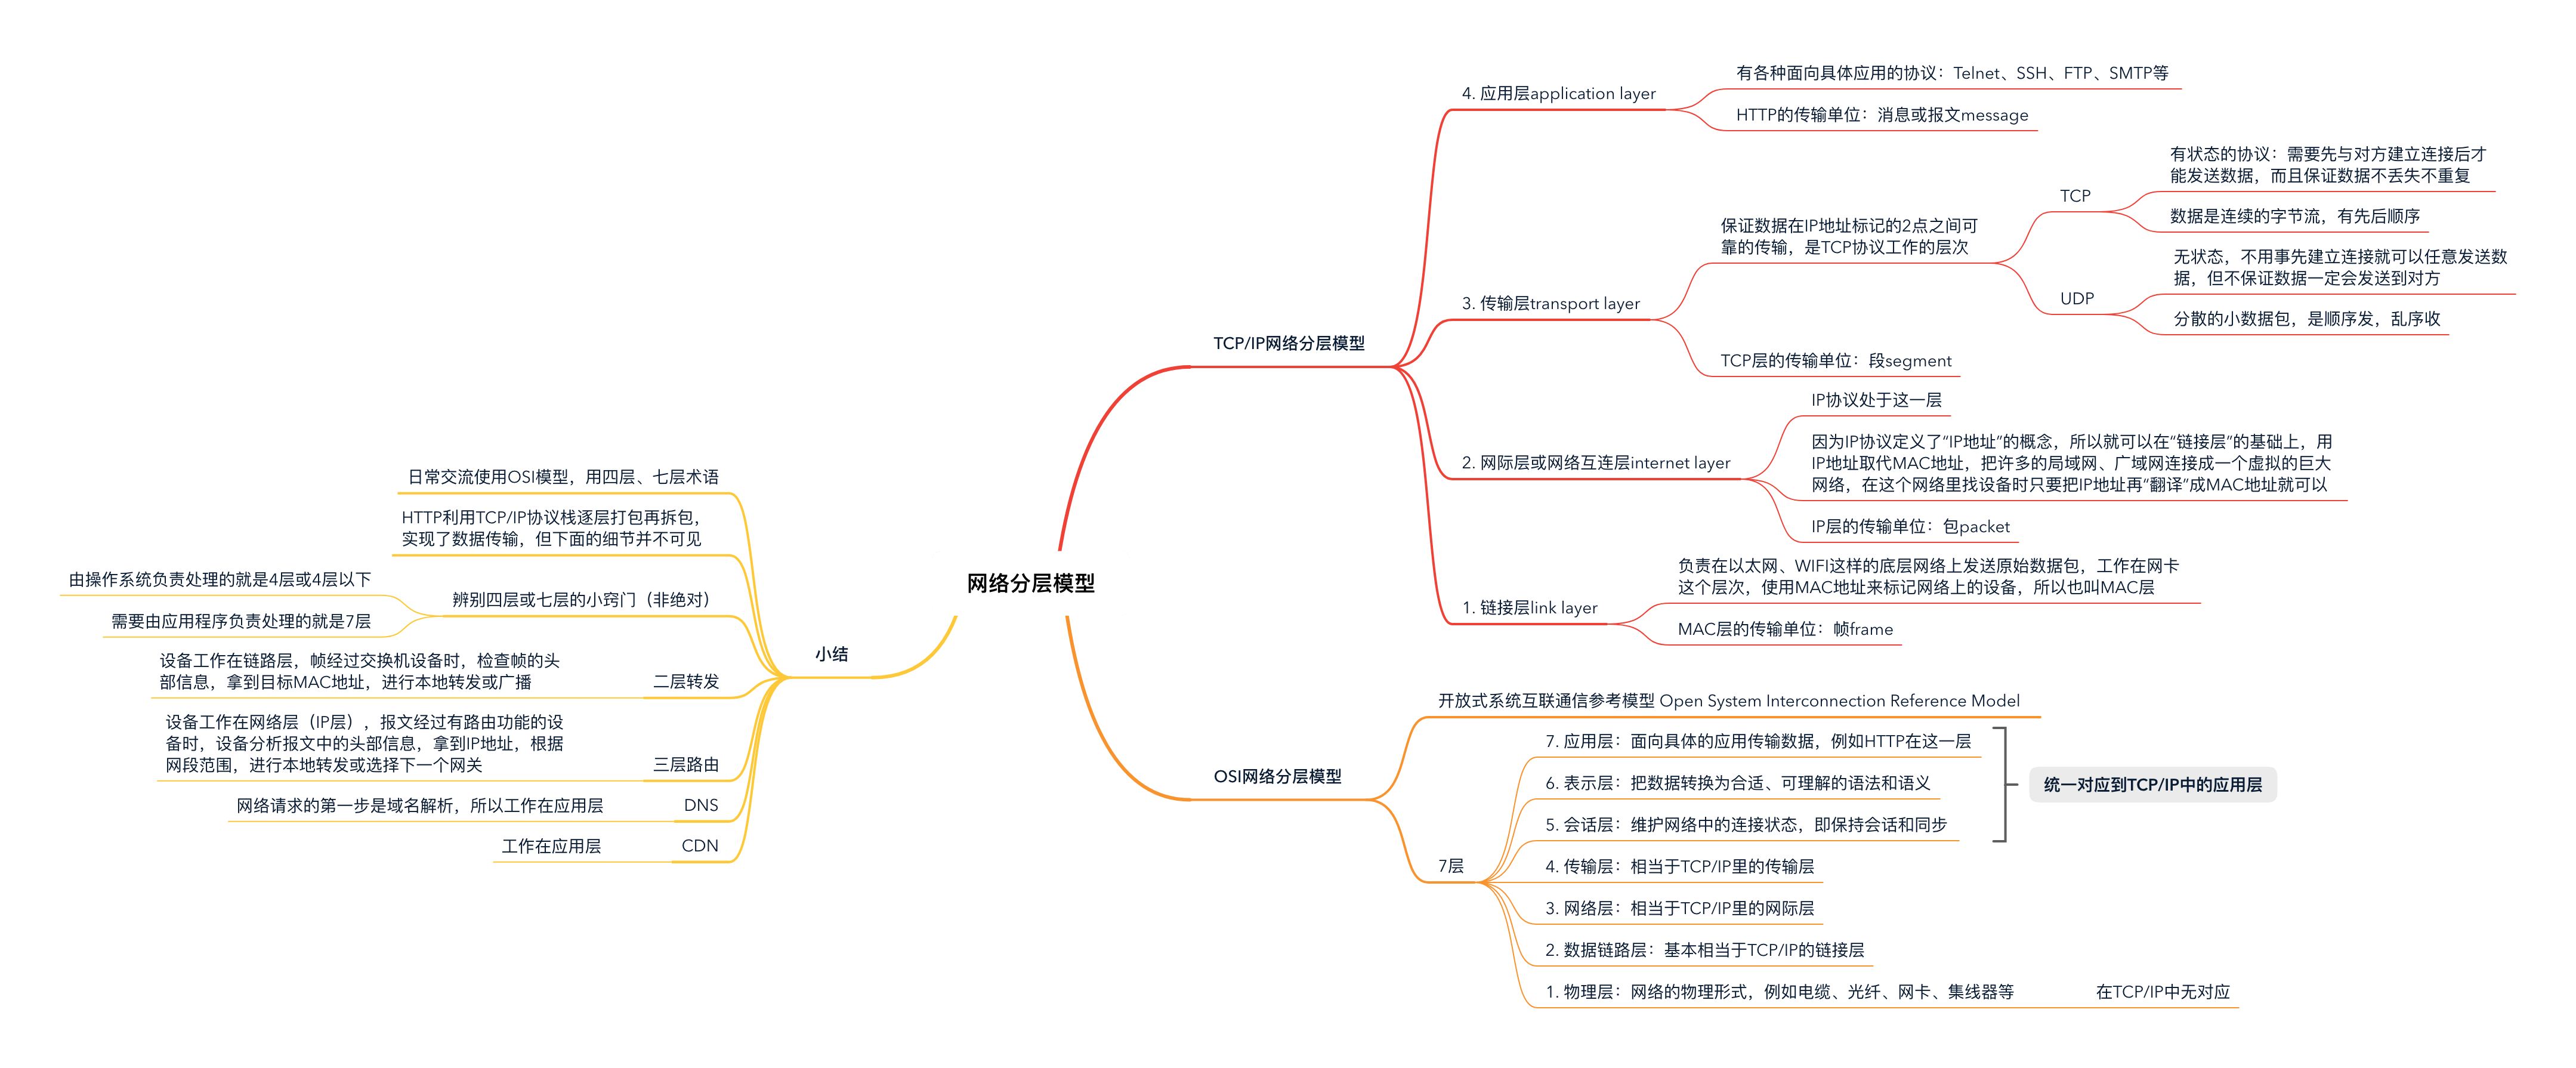 网络分层模型
TCP/IP网络分层模型
4. 应用层application layer
有各种面向具体应用的协议：Telnet、SSH、FTP、SMTP等
HTTP的传输单位：消息或报文message
3. 传输层transport layer
保证数据在IP地址标记的2点之间可
靠的传输，是TCP协议工作的层次
TCP
有状态的协议：需要先与对方建立连接后才
能发送数据，而且保证数据不丢失不重复
数据是连续的字节流，有先后顺序
UDP
无状态，不用事先建立连接就可以任意发送数
据，但不保证数据一定会发送到对方
分散的小数据包，是顺序发，乱序收
TCP层的传输单位：段segment
2. 网际层或网络互连层internet layer
IP协议处于这一层
因为IP协议定义了“IP地址”的概念，所以就可以在“链接层”的基础上，用
IP地址取代MAC地址，把许多的局域网、广域网连接成一个虚拟的巨大
网络，在这个网络里找设备时只要把IP地址再“翻译”成MAC地址就可以
IP层的传输单位：包packet
1. 链接层link layer
负责在以太网、WIFI这样的底层网络上发送原始数据包，工作在网卡
这个层次，使用MAC地址来标记网络上的设备，所以也叫MAC层
MAC层的传输单位：帧frame
OSI网络分层模型
开放式系统互联通信参考模型 Open System Interconnection Reference Model
7层
7. 应用层：面向具体的应用传输数据，例如HTTP在这一层
6. 表示层：把数据转换为合适、可理解的语法和语义
5. 会话层：维护网络中的连接状态，即保持会话和同步
统一对应到TCP/IP中的应用层
4. 传输层：相当于TCP/IP里的传输层
3. 网络层：相当于TCP/IP里的网际层
2. 数据链路层：基本相当于TCP/IP的链接层
1. 物理层：网络的物理形式，例如电缆、光纤、网卡、集线器等
在TCP/IP中无对应
小结
日常交流使用OSI模型，用四层、七层术语
HTTP利用TCP/IP协议栈逐层打包再拆包，
实现了数据传输，但下面的细节并不可见
辨别四层或七层的小窍门（非绝对）
由操作系统负责处理的就是4层或4层以下
需要由应用程序负责处理的就是7层
二层转发
设备工作在链路层，帧经过交换机设备时，检查帧的头
部信息，拿到目标MAC地址，进行本地转发或广播
三层路由
设备工作在网络层（IP层），报文经过有路由功能的设
备时，设备分析报文中的头部信息，拿到IP地址，根据
网段范围，进行本地转发或选择下一个网关
DNS
网络请求的第一步是域名解析，所以工作在应用层
CDN
工作在应用层